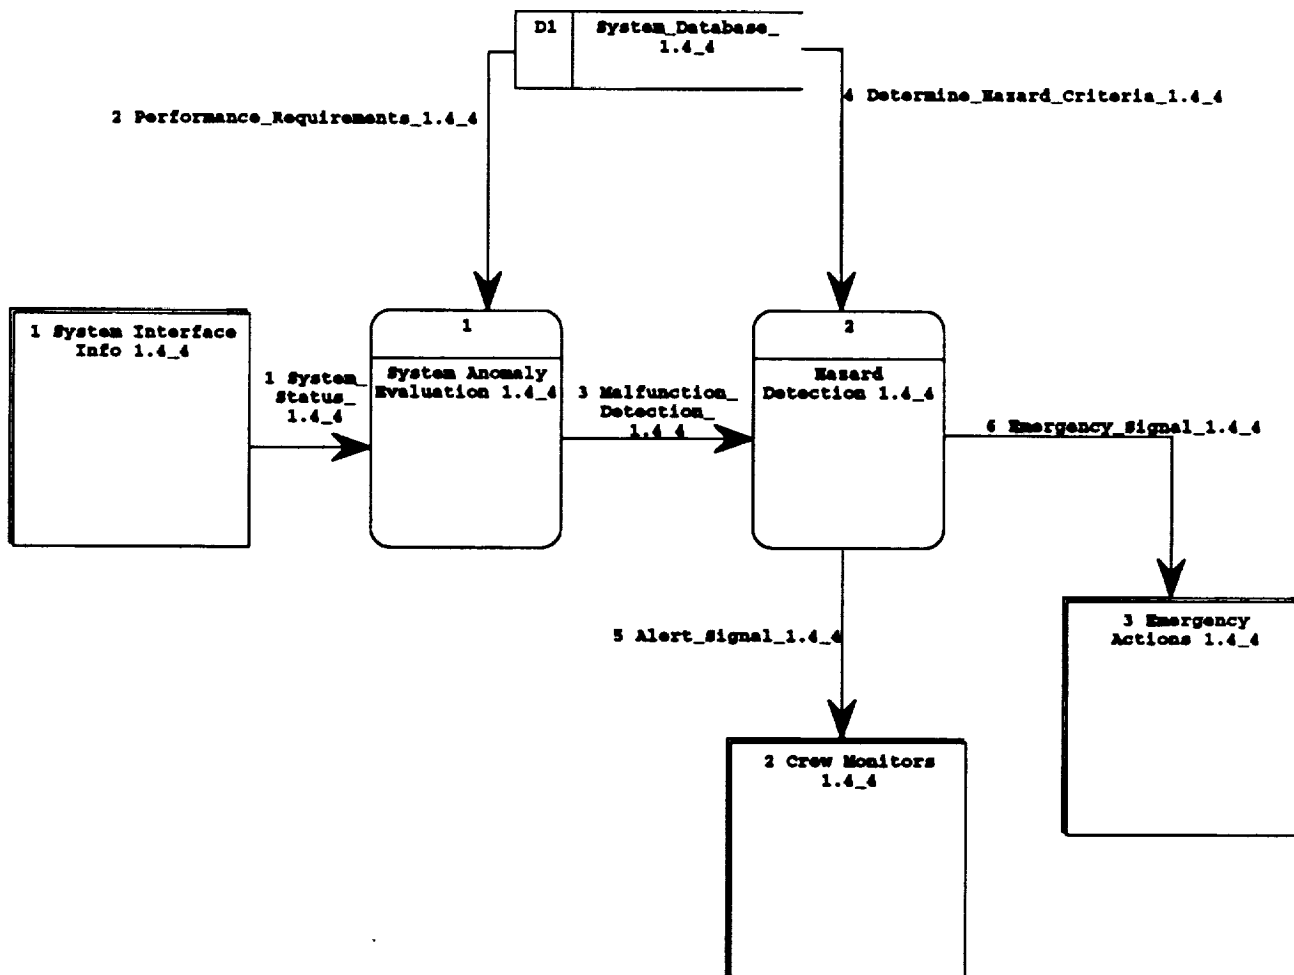 D1
System_Database_
1.4_4
4 Determine_Hazard_Criteria_1.4_4
2 Performance_Requirements_1.4_4
1 System Interface
Info 1.4_4
1
2
System Anomaly
Evaluation 1.4_4
Hazard
Detection 1.4_4
1 System_
Status_
1.4_4
3 Malfunction_
Detection_
1.4_4
6 Emergency_Signal_1.4_4
5 Alert_Signal_1.4_4
3 Emergency
Actions 1.4_4
2 Crew Monitors
1.4_4